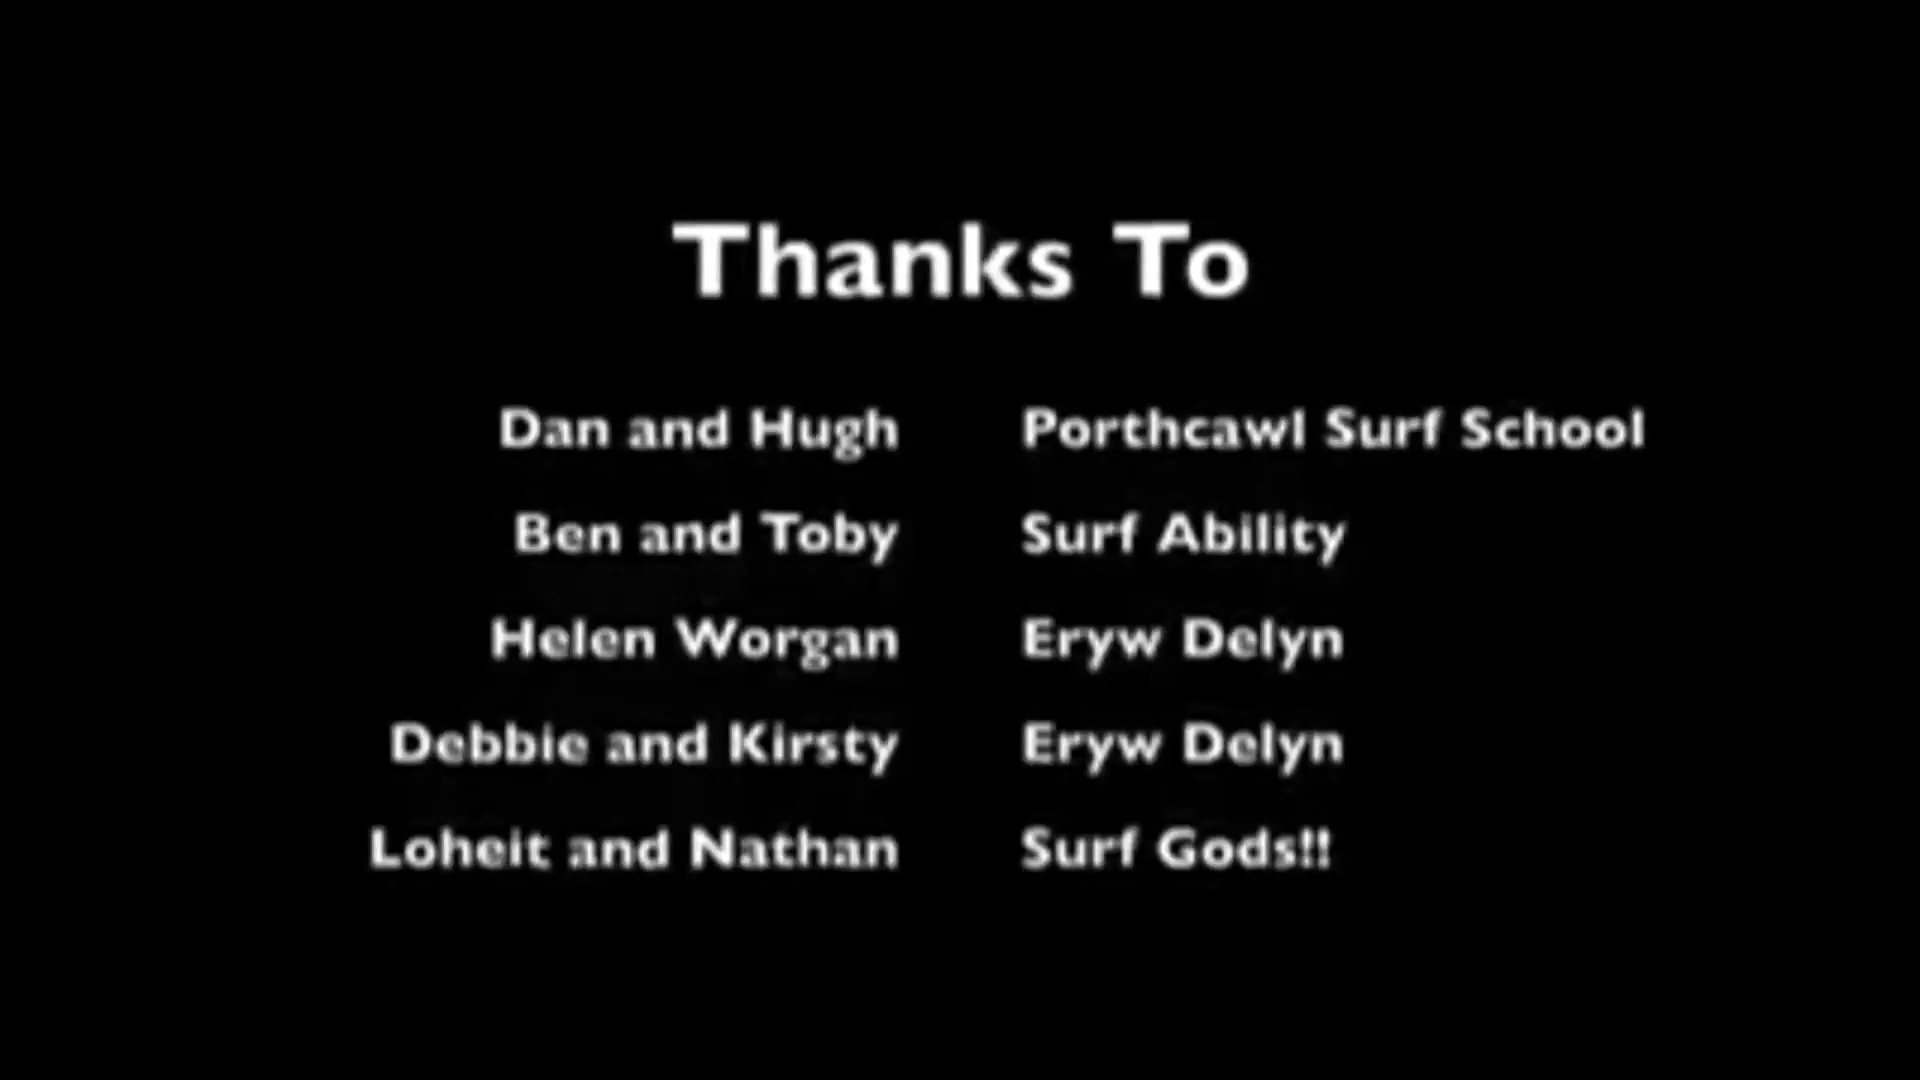 Thanks To
Dan and Hugh Porthcawl Surf School
Ben and Toby Surf Ability
Helen Worgan Eryw Delyn
Debbie and Kirsty Eryw Delyn
Loheit and Nathan Surf Gods!!